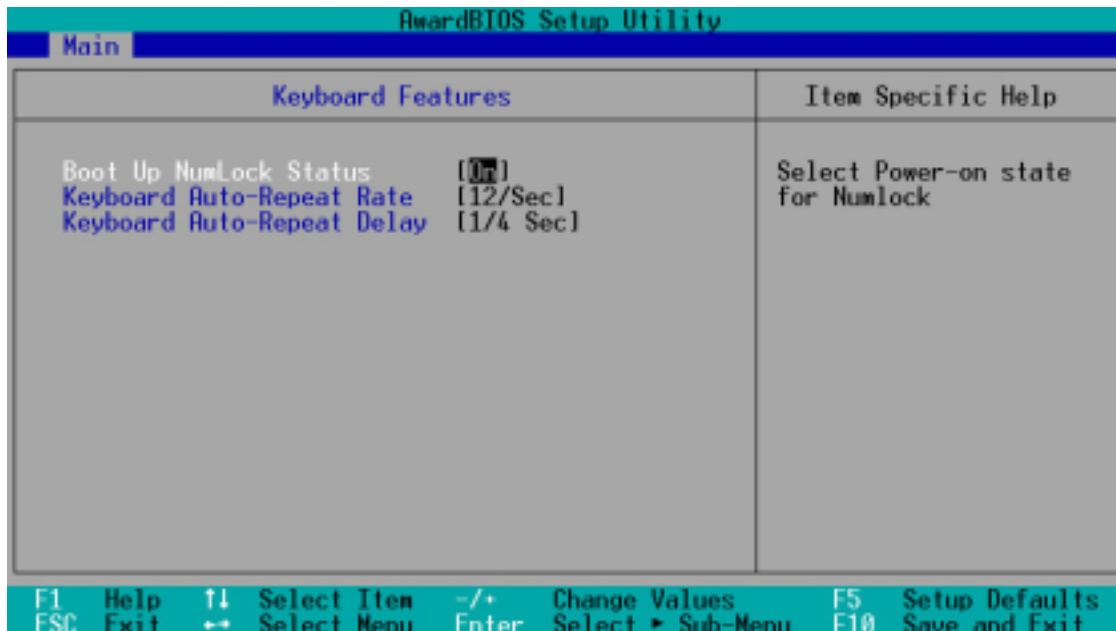 AwardBIOS Setup Utility
Main
Keyboard Features
Item Specific Help
Boot Up NumLock Status [On]
Keyboard Auto-Repeat Rate [12/Sec]
Keyboard Auto-Repeat Delay [1/4 Sec]
Select Power-on state
for Numlock
F1 Help ↑↓ Select Item -/+ Change Values F5 Setup Defaults
ESC Exit ←→ Select Menu Enter Select ► Sub-Menu F10 Save and Exit